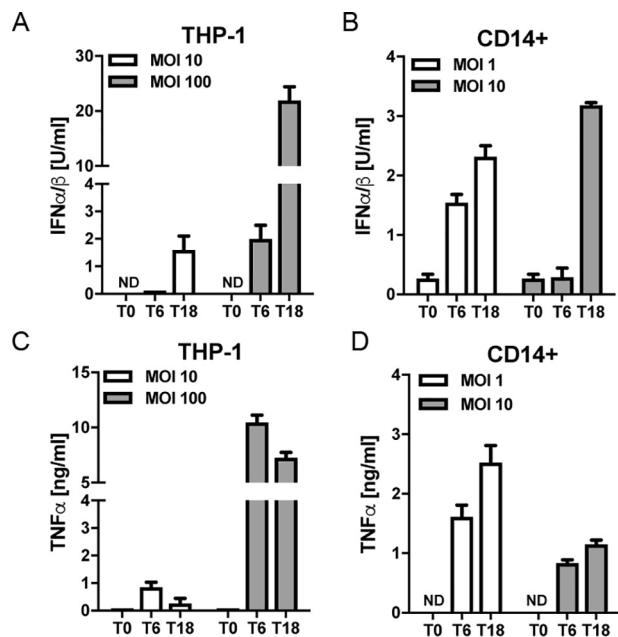 A
THP-1
MOI 10
MOI 100
IFNα/β [U/ml]
30
20
10
4
3
2
1
0
ND
ND
T0 T6 T18 T0 T6 T18
B
CD14+
MOI 1
MOI 10
IFNα/β [U/ml]
4
3
2
1
0
T0 T6 T18 T0 T6 T18
C
THP-1
MOI 10
MOI 100
TNFα [ng/ml]
15
10
5
4
3
2
1
0
T0 T6 T18 T0 T6 T18
D
CD14+
MOI 1
MOI 10
TNFα [ng/ml]
4
3
2
1
0
ND
ND
T0 T6 T18 T0 T6 T18